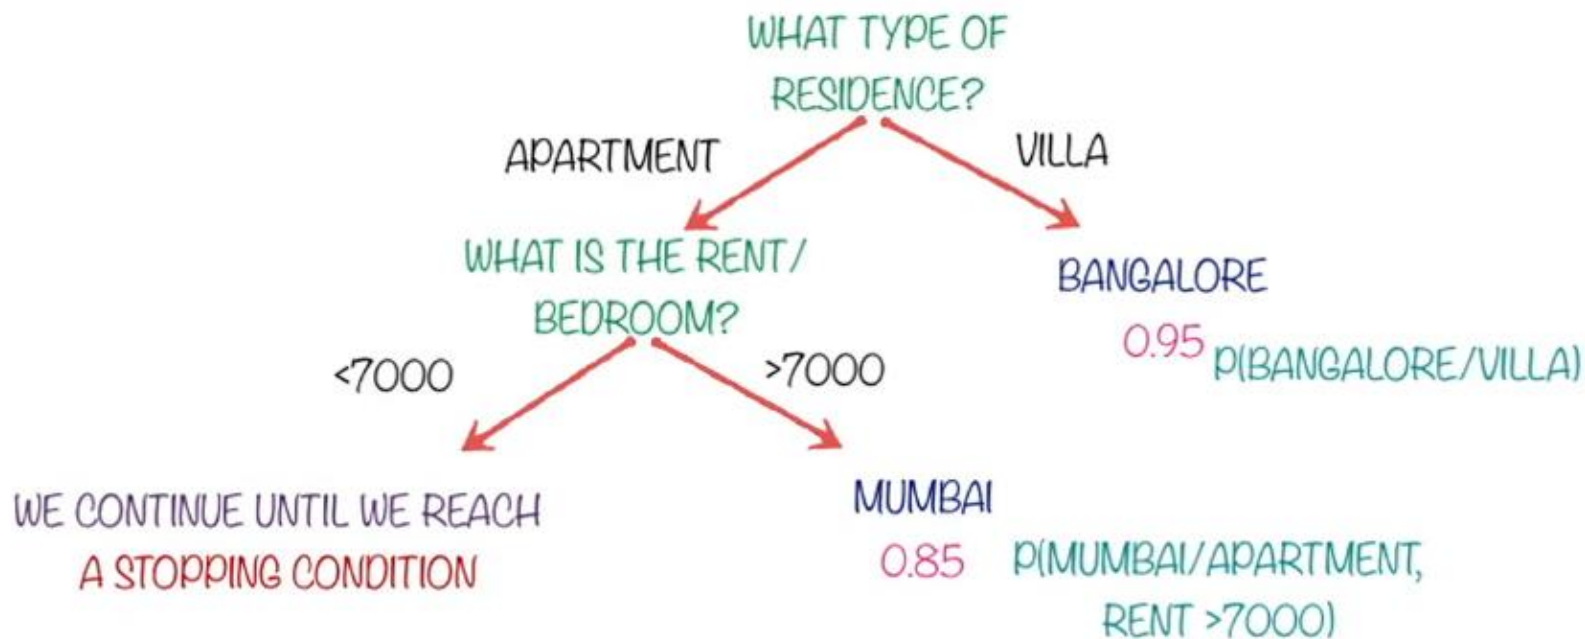 WHAT TYPE OF
RESIDENCE?
APARTMENT
VILLA
WHAT IS THE RENT/
BEDROOM?
BANGALORE
0.95 P(BANGALORE/VILLA)
<7000
>7000
WE CONTINUE UNTIL WE REACH
A STOPPING CONDITION
MUMBAI
0.85 P(MUMBAI/APARTMENT,
RENT >7000)